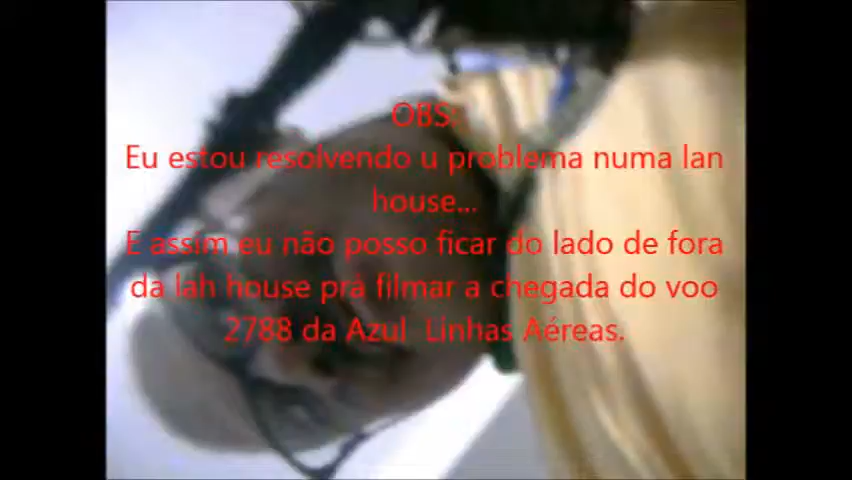 OBS:
Eu estou resolvendo u problema numa lan
house...
E assim eu não posso ficar do lado de fora
da lah house prá filmar a chegada do voo
2788 da Azul Linhas Aéreas.